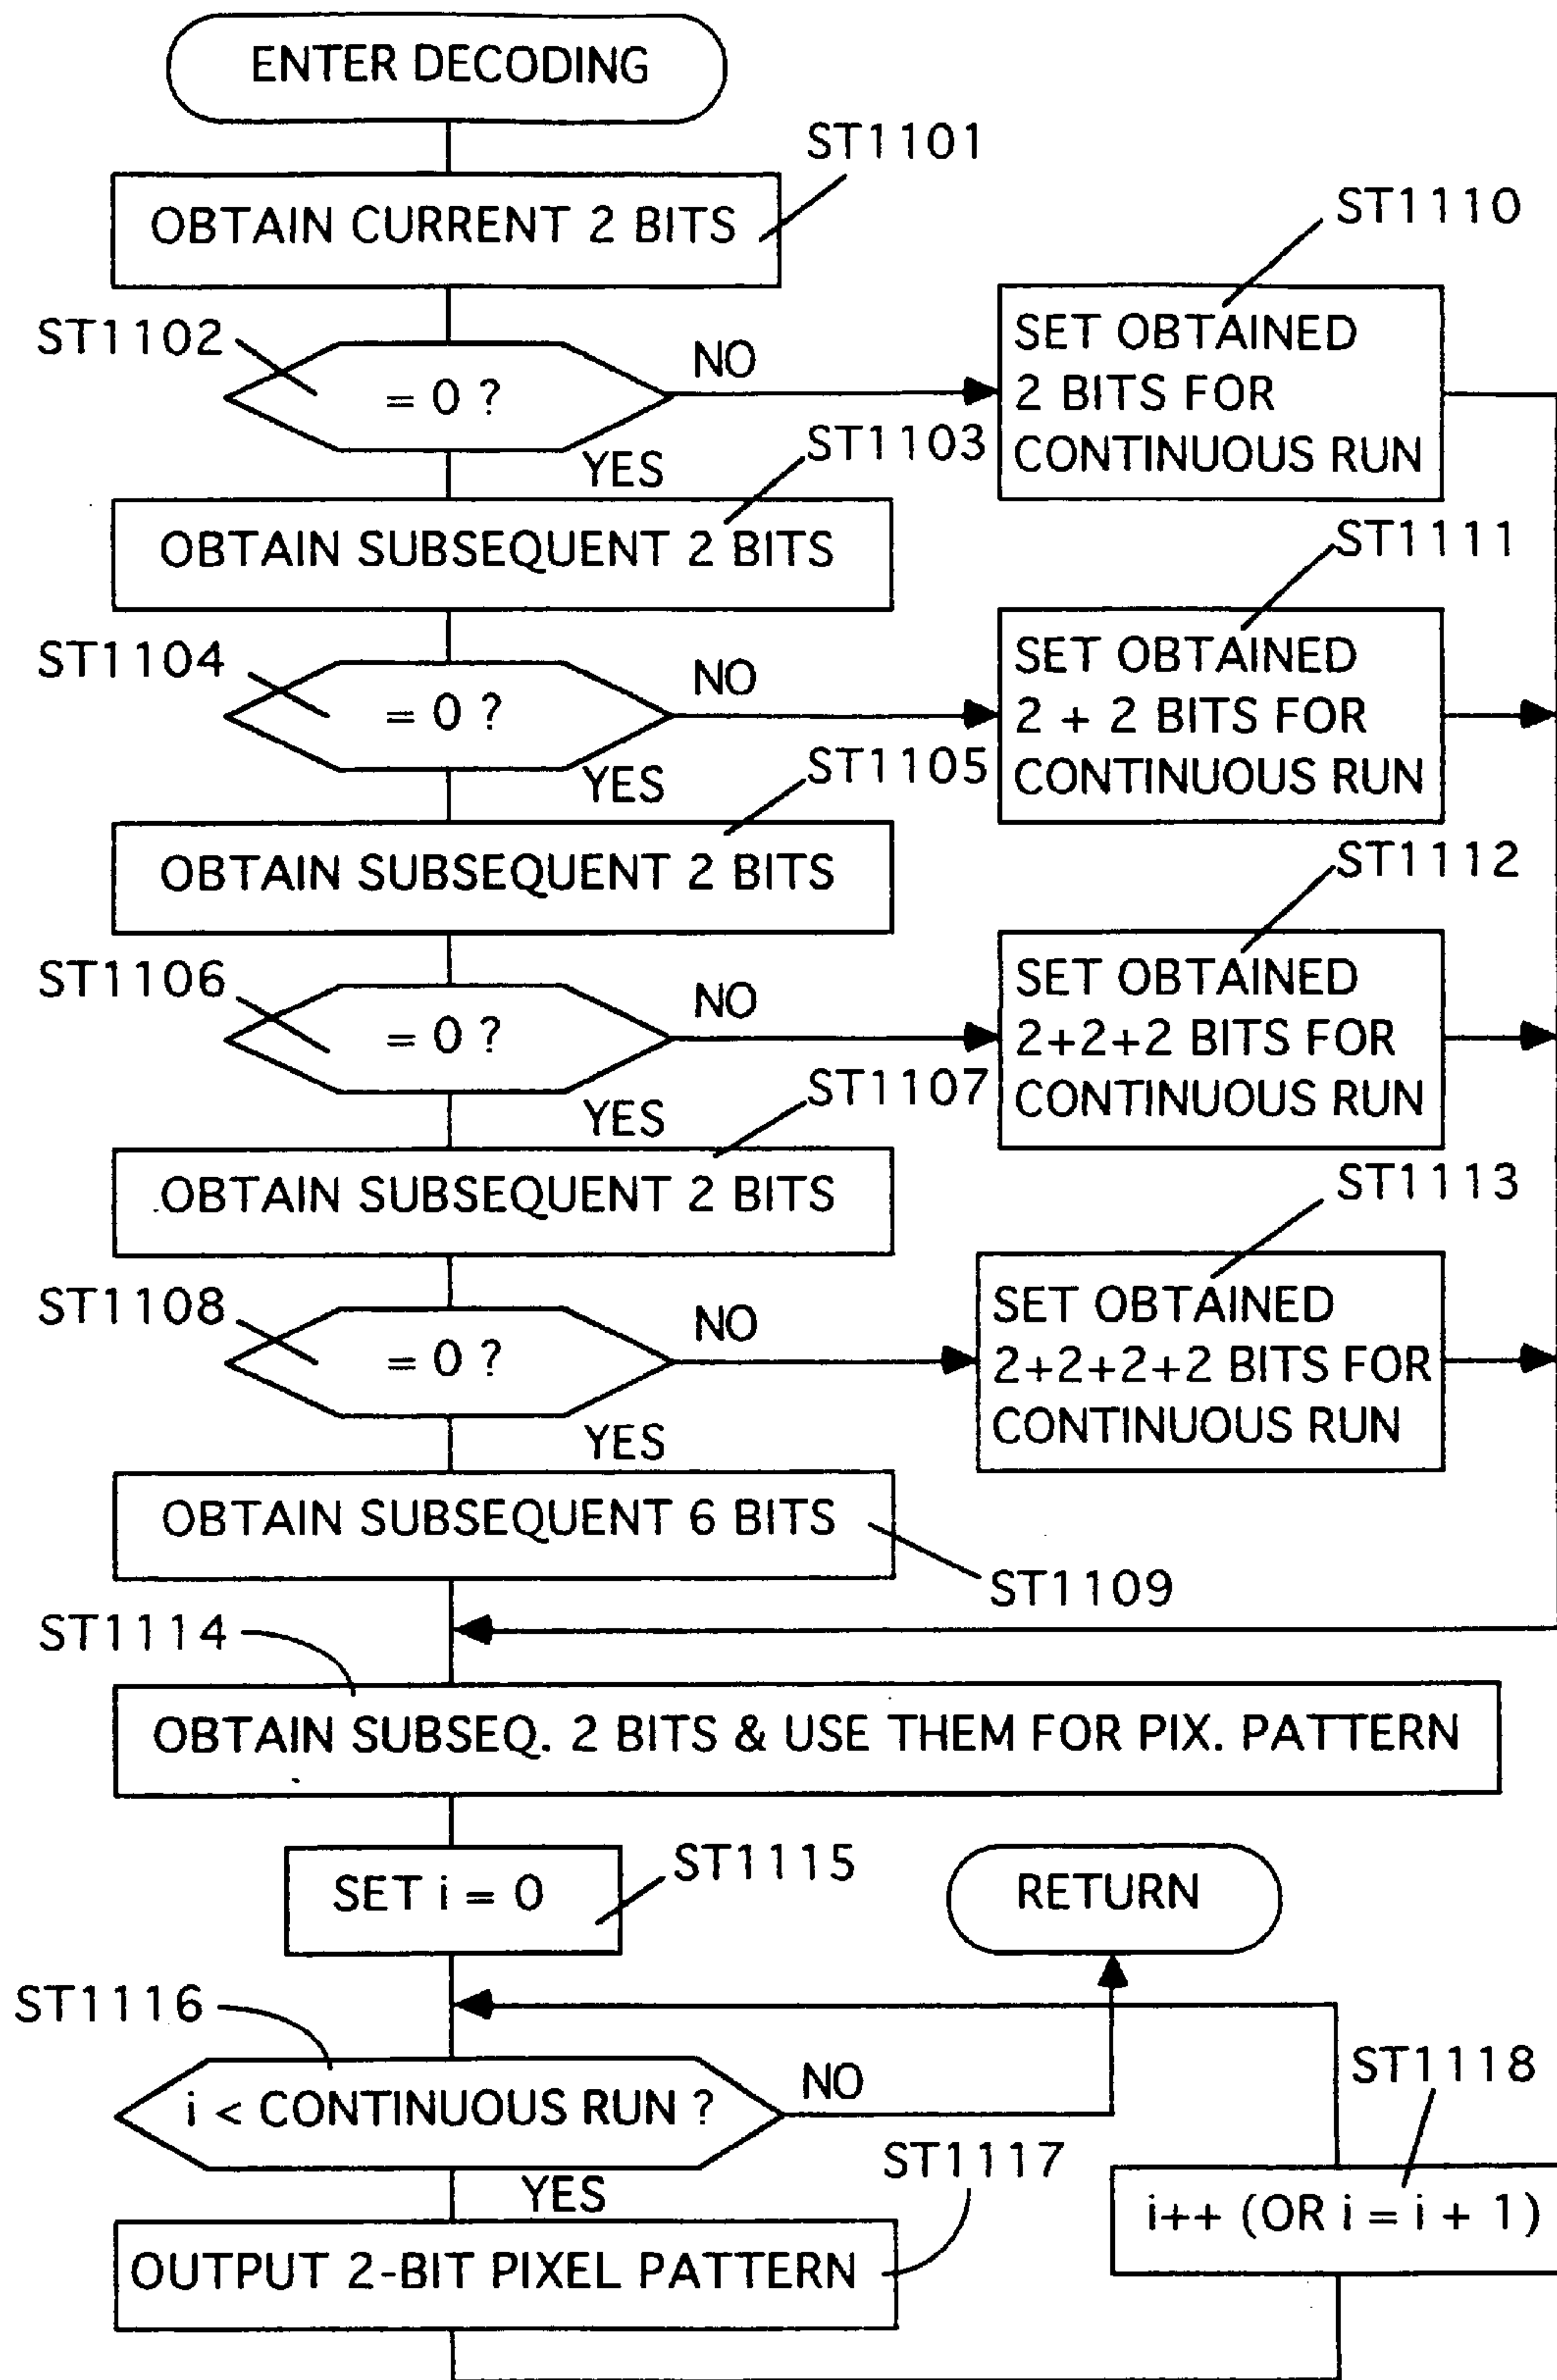 ENTER DECODING
ST1101
OBTAIN CURRENT 2 BITS
ST1110
ST1102
= 0 ?
NO
SET OBTAINED
2 BITS FOR
CONTINUOUS RUN
YES
ST1103
OBTAIN SUBSEQUENT 2 BITS
ST1111
ST1104
= 0 ?
NO
SET OBTAINED
2 + 2 BITS FOR
CONTINUOUS RUN
YES
ST1105
OBTAIN SUBSEQUENT 2 BITS
ST1112
ST1106
= 0 ?
NO
SET OBTAINED
2+2+2 BITS FOR
CONTINUOUS RUN
YES
ST1107
OBTAIN SUBSEQUENT 2 BITS
ST1113
ST1108
= 0 ?
NO
SET OBTAINED
2+2+2+2 BITS FOR
CONTINUOUS RUN
YES
OBTAIN SUBSEQUENT 6 BITS
ST1109
ST1114
OBTAIN SUBSEQ. 2 BITS & USE THEM FOR PIX. PATTERN
SET i = 0
ST1115
RETURN
ST1116
i < CONTINUOUS RUN ?
NO
ST1118
YES
ST1117
i++ (OR i = i + 1)
OUTPUT 2-BIT PIXEL PATTERN